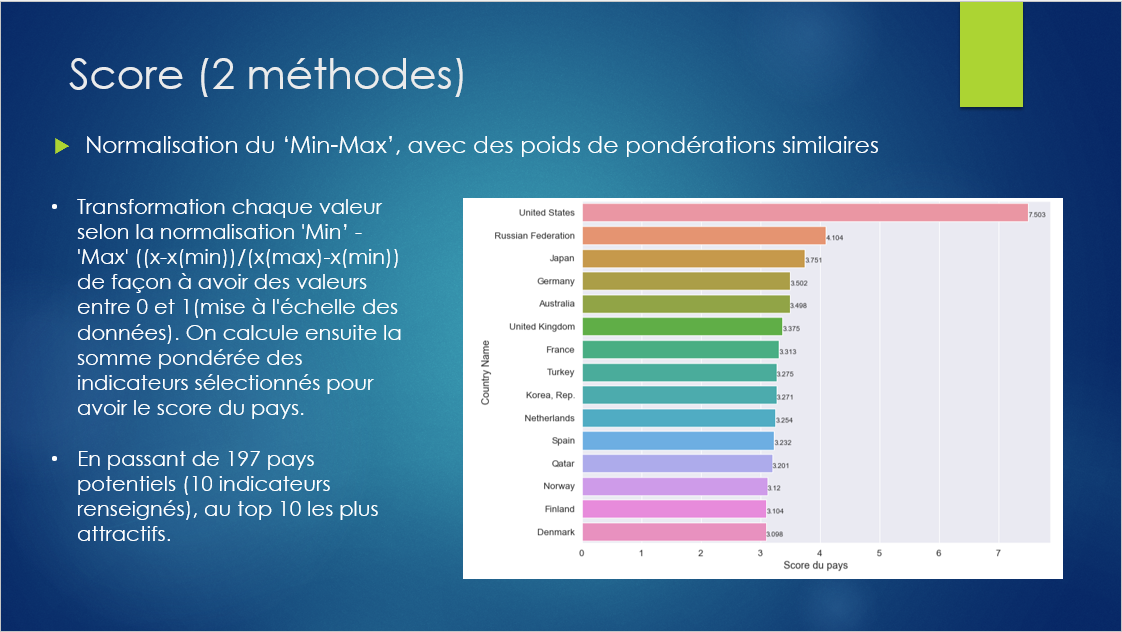 Score (2 méthodes)
Normalisation du ‘Min-Max’, avec des poids de pondérations similaires
• Transformation chaque valeur
selon la normalisation 'Min’ -
'Max' ((x-x(min))/(x(max)-x(min))
de façon à avoir des valeurs
entre 0 et 1(mise à l'échelle des
données). On calcule ensuite la
somme pondérée des
indicateurs sélectionnés pour
avoir le score du pays.
• En passant de 197 pays
potentiels (10 indicateurs
renseignés), au top 10 les plus
attractifs.
Country Name
United States 7.503
Russian Federation 4.104
Japan 3.751
Germany 3.502
Australia 3.498
United Kingdom 3.375
France 3.313
Turkey 3.275
Korea, Rep. 3.271
Netherlands 3.254
Spain 3.232
Qatar 3.201
Norway 3.12
Finland 3.104
Denmark 3.098
0 1 2 3 4 5 6 7
Score du pays